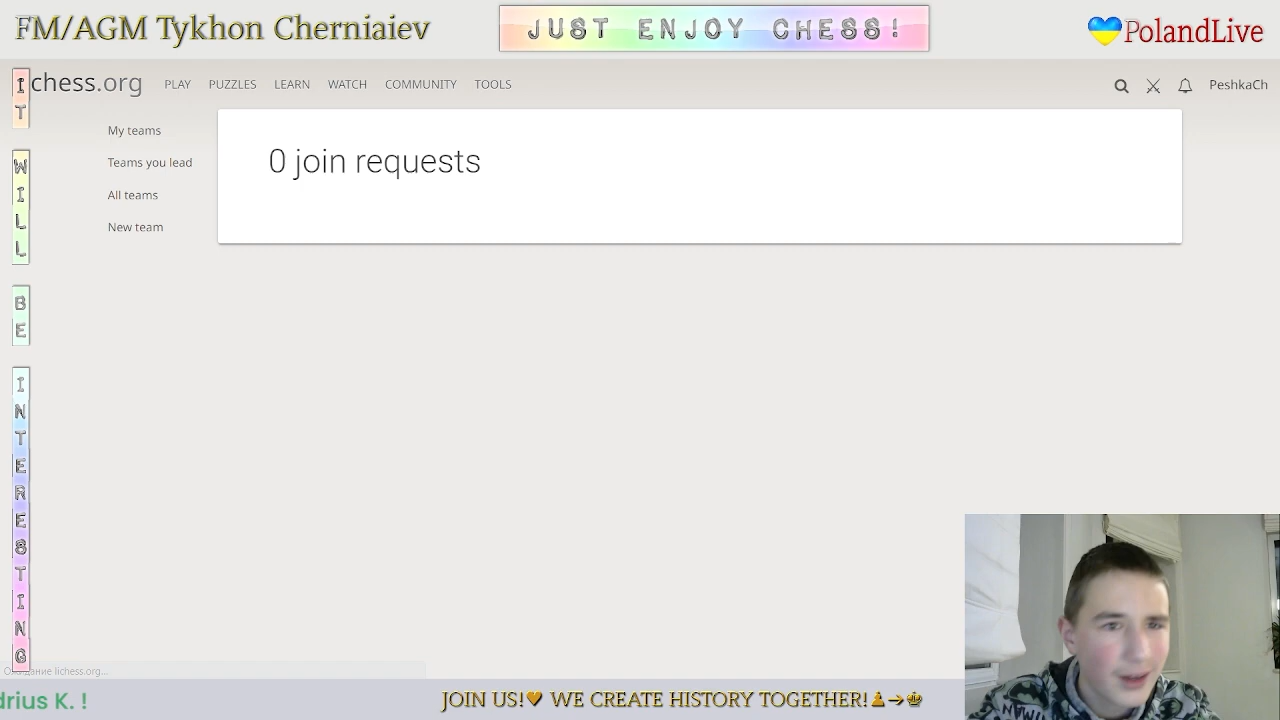 FM/AGM Tykhon Cherniaiev
JUST ENJOY CHESS!
PolandLive
chess.org
PLAY
PUZZLES
LEARN
WATCH
COMMUNITY
TOOLS
PeshkaCh
IT
WILL
BE
INTERESTING
My teams
Teams you lead
All teams
New team
0 join requests
lichess.org...
drius K. !
JOIN US! WE CREATE HISTORY TOGETHER!